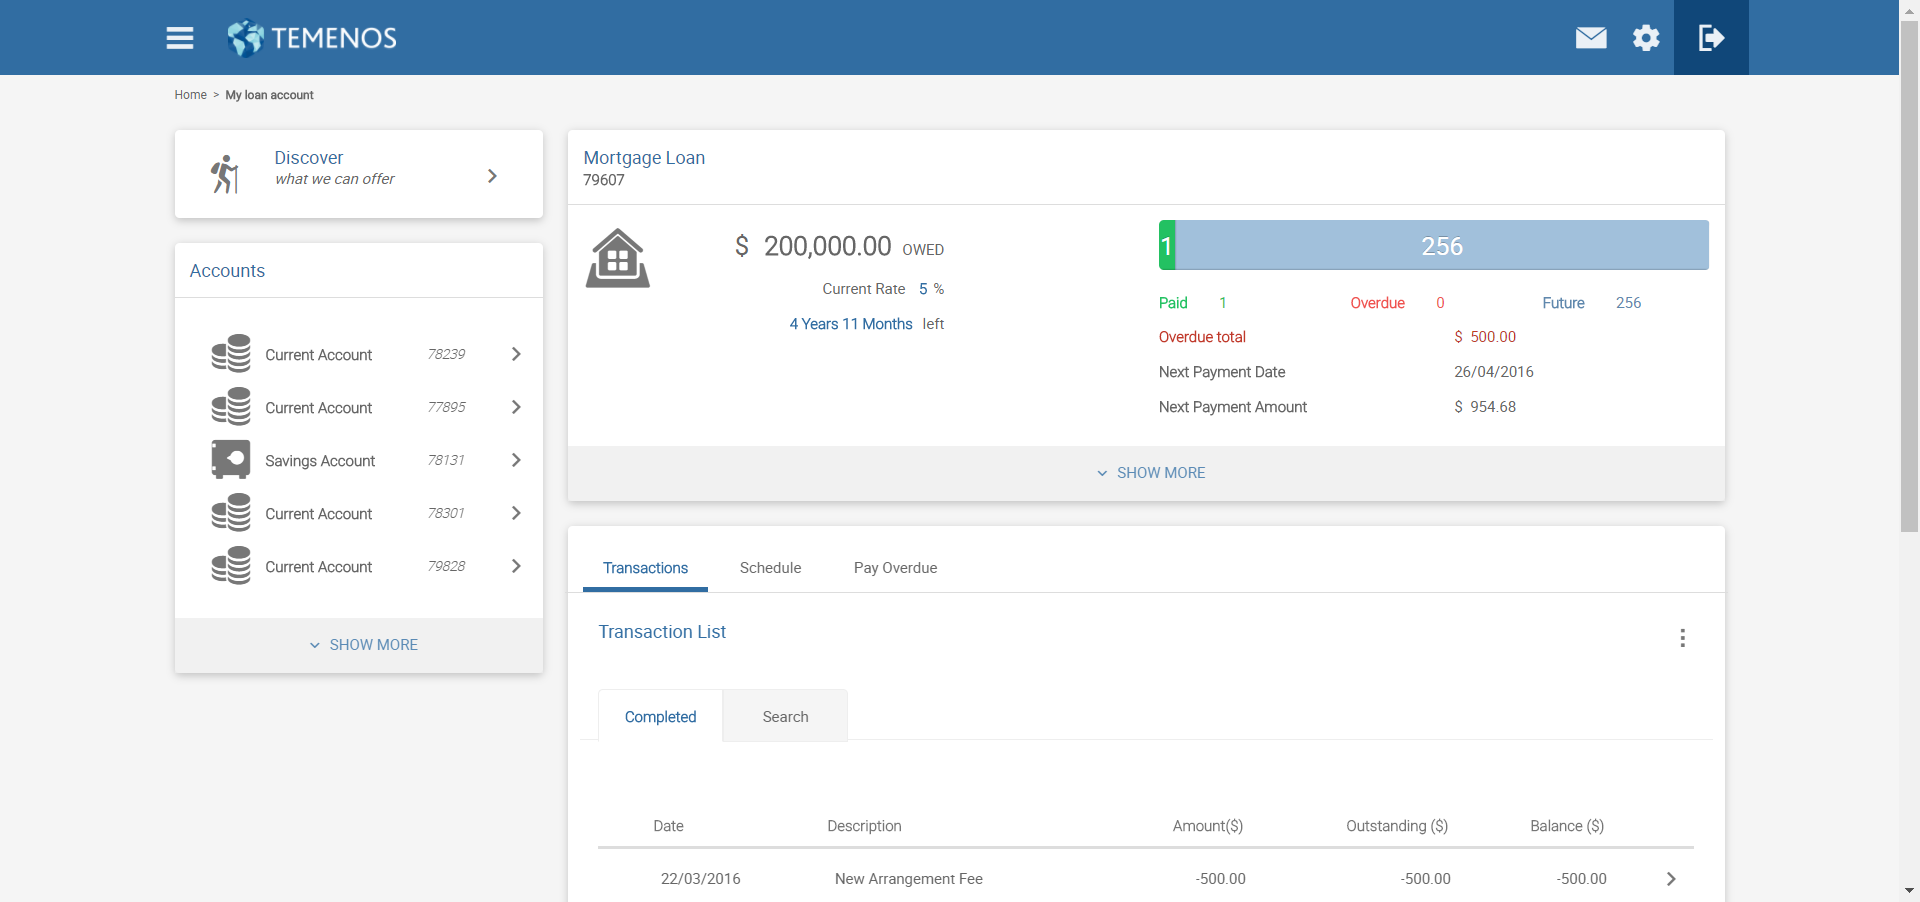 TEMENOS
Home > My loan account
Discover
what we can offer
Accounts
Current Account 78239
Current Account 77895
Savings Account 78131
Current Account 78301
Current Account 79828
SHOW MORE
Mortgage Loan
79607
$ 200,000.00 OWED
Current Rate 5 %
4 Years 11 Months left
1 256
Paid 1 Overdue 0 Future 256
Overdue total $ 500.00
Next Payment Date 26/04/2016
Next Payment Amount $ 954.68
SHOW MORE
Transactions Schedule Pay Overdue
Transaction List
Completed Search
Date Description Amount($) Outstanding ($) Balance ($)
22/03/2016 New Arrangement Fee -500.00 -500.00 -500.00